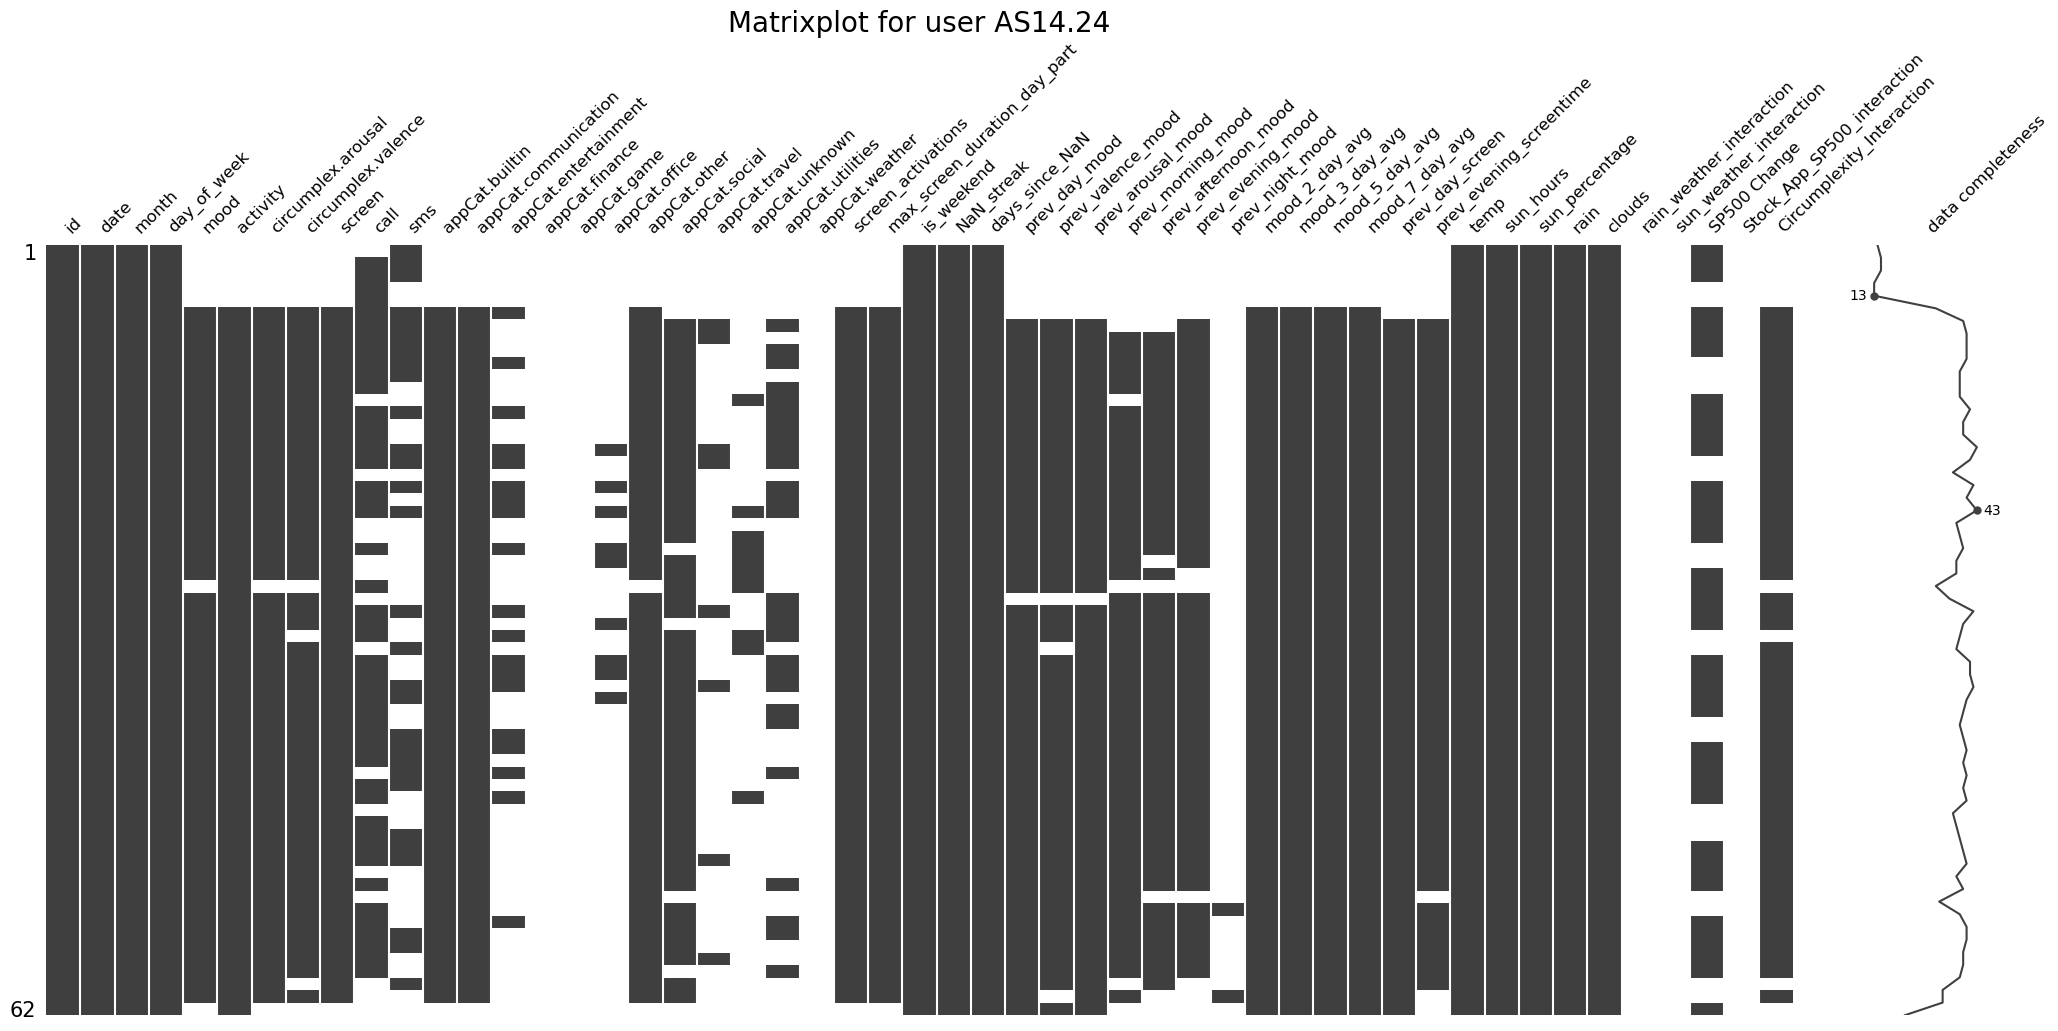 Matrixplot for user AS14.24
id
date
month
day_of_week
mood
activity
circumplex.arousal
circumplex.valence
screen
call
sms
appCat.builtin
appCat.communication
appCat.entertainment
appCat.finance
appCat.game
appCat.office
appCat.other
appCat.social
appCat.travel
appCat.unknown
appCat.utilities
appCat.weather
screen_activations
max_screen_duration_day_part
is_weekend
NaN_streak
days_since_NaN
prev_day_mood
prev_valence_mood
prev_arousal_mood
prev_morning_mood
prev_afternoon_mood
prev_evening_mood
prev_night_mood
mood_2_day_avg
mood_3_day_avg
mood_5_day_avg
mood_7_day_avg
prev_day_screen
prev_evening_screentime
temp
sun_hours
sun_percentage
rain
clouds
rain_weather_interaction
sun_weather_interaction
SP500 Change
Stock_App_SP500_interaction
Circumplexity_Interaction
data completeness
1
13
43
62